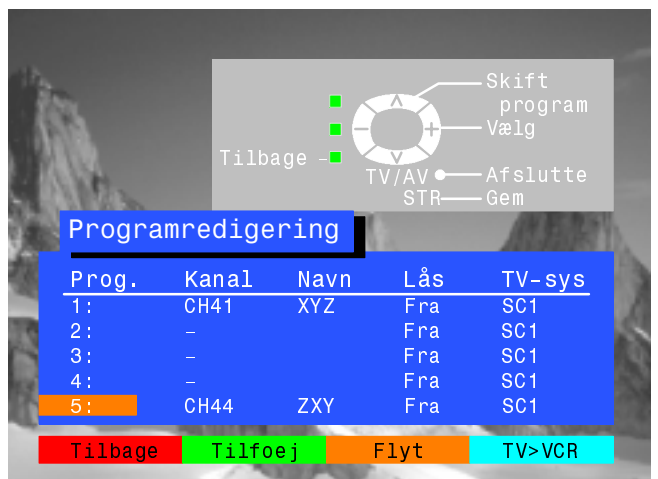 Skift
program
Vælg
Tilbage –
TV/AV Afslutte
STR Gem
Programredigering
Prog. Kanal Navn Lås TV-sys
1: CH41 XYZ Fra SC1
2: – Fra SC1
3: – Fra SC1
4: – Fra SC1
5: CH44 ZXY Fra SC1
Tilbage Tilfoej Flyt TV>VCR